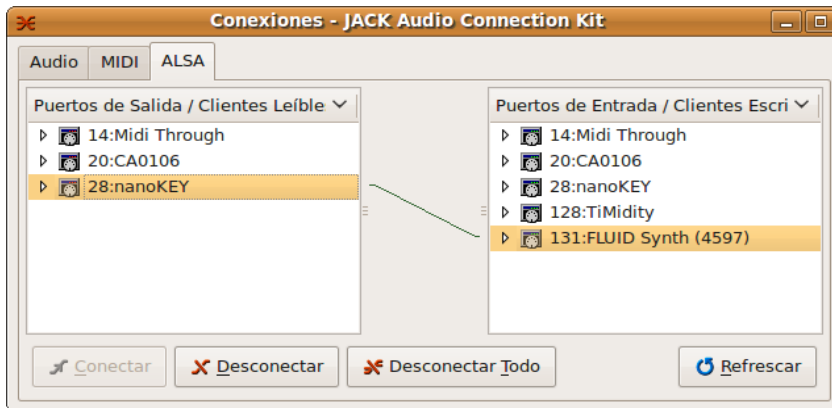 Conexiones - JACK Audio Connection Kit
Audio MIDI ALSA
Puertos de Salida / Clientes Leíble
14:Midi Through
20:CA0106
28:nanoKEY
Puertos de Entrada / Clientes Escri
14:Midi Through
20:CA0106
28:nanoKEY
128:TiMidity
131:FLUID Synth (4597)
Conectar Desconectar Desconectar Todo Refrescar